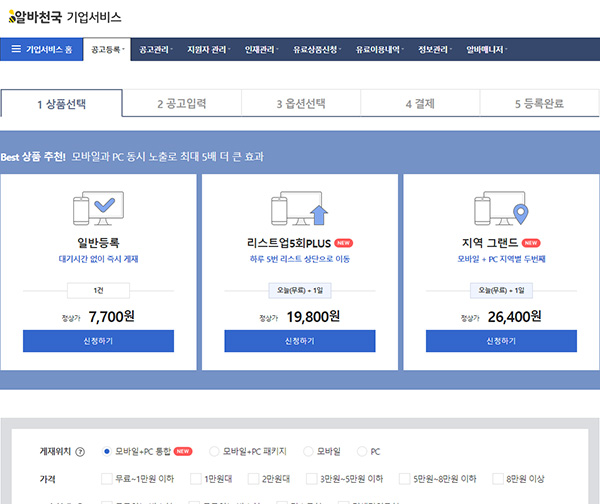 알바천국 기업서비스
기업서비스 홈 공고등록 공고관리 지원자 관리 인재관리 유료상품신청 유료이용내역 정보관리 알바매니저
1 상품선택 2 공고입력 3 옵션선택 4 결제 5 등록완료
Best 상품 추천! 모바일과 PC 동시 노출로 최대 5배 더 큰 효과
일반등록
대기시간 없이 즉시 게재
1건
정상가 7,700원
신청하기
리스트업5회PLUS NEW
하루 5번 리스트 상단으로 이동
오늘(무료) + 1일
정상가 19,800원
신청하기
지역 그랜드 NEW
모바일 + PC 지역별 두번째
오늘(무료) + 1일
정상가 26,400원
신청하기
게재위치 ? 모바일+PC 통합 NEW 모바일+PC 패키지 모바일 PC
가격 무료~1만원 이하 1만원대 2만원대 3만원~5만원 이하 5만원~8만원 이하 8만원 이상